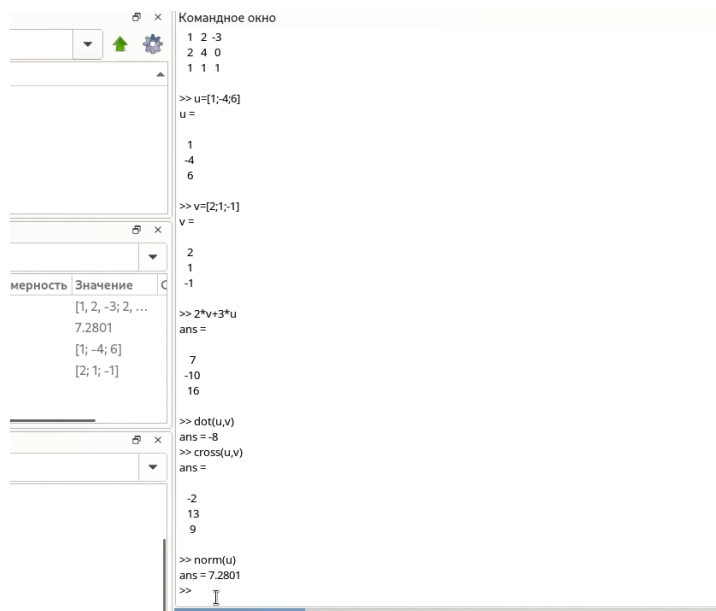 Командное окно
1 2 -3
2 4 0
1 1 1
>> u=[1;-4;6]
u =
1
-4
6
>> v=[2;1;-1]
v =
2
1
-1
>> 2*v+3*u
ans =
7
-10
16
>> dot(u,v)
ans = -8
>> cross(u,v)
ans =
-2
13
9
>> norm(u)
ans = 7.2801
>>
мерность Значение С
[1, 2, -3; 2, ...
7.2801
[1; -4; 6]
[2; 1; -1]